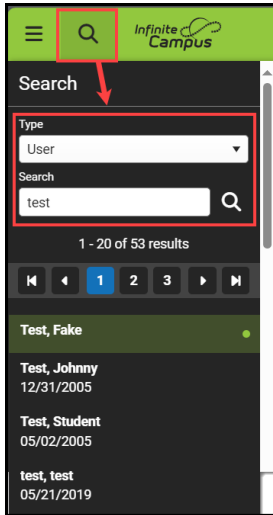 Infinite
Campus
Search
Type
User
Search
test
1 - 20 of 53 results
1 2 3
Test, Fake
Test, Johnny
12/31/2005
Test, Student
05/02/2005
test, test
05/21/2019